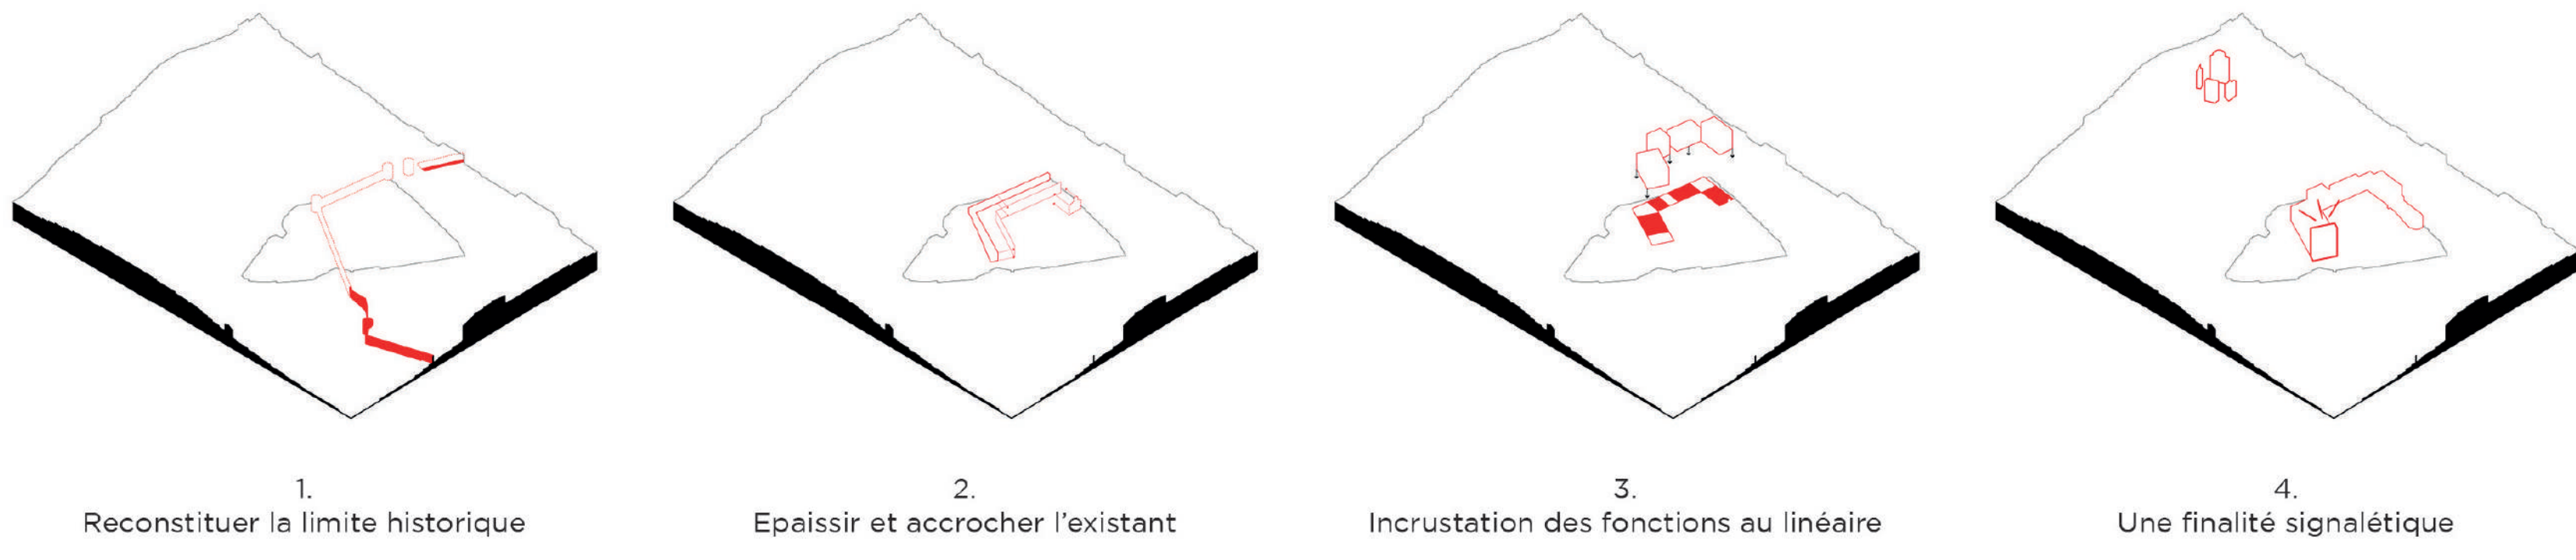 1.
Reconstituer la limite historique
2.
Epaissir et accrocher l'existant
3.
Incrustation des fonctions au linéaire
4.
Une finalité signalétique